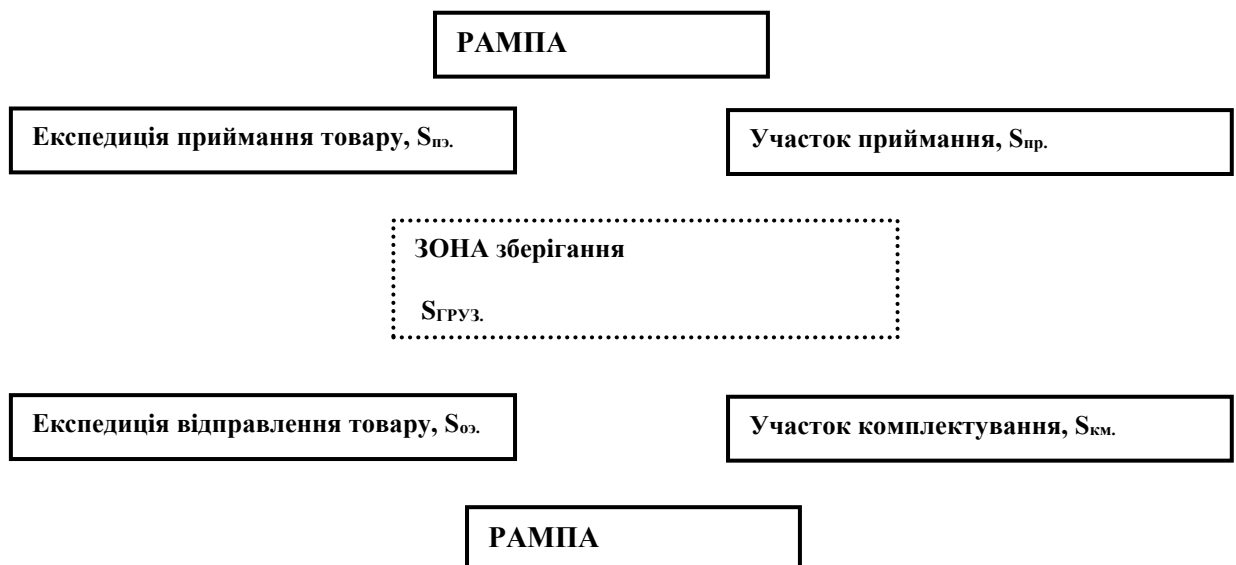 РАМПА
Експедиція приймання товару, Sпэ.
Участок приймання, Sпр.
ЗОНА зберігання
SГРУЗ.
Експедиція відправлення товару, Sоэ.
Участок комплектування, Sкм.
РАМПА